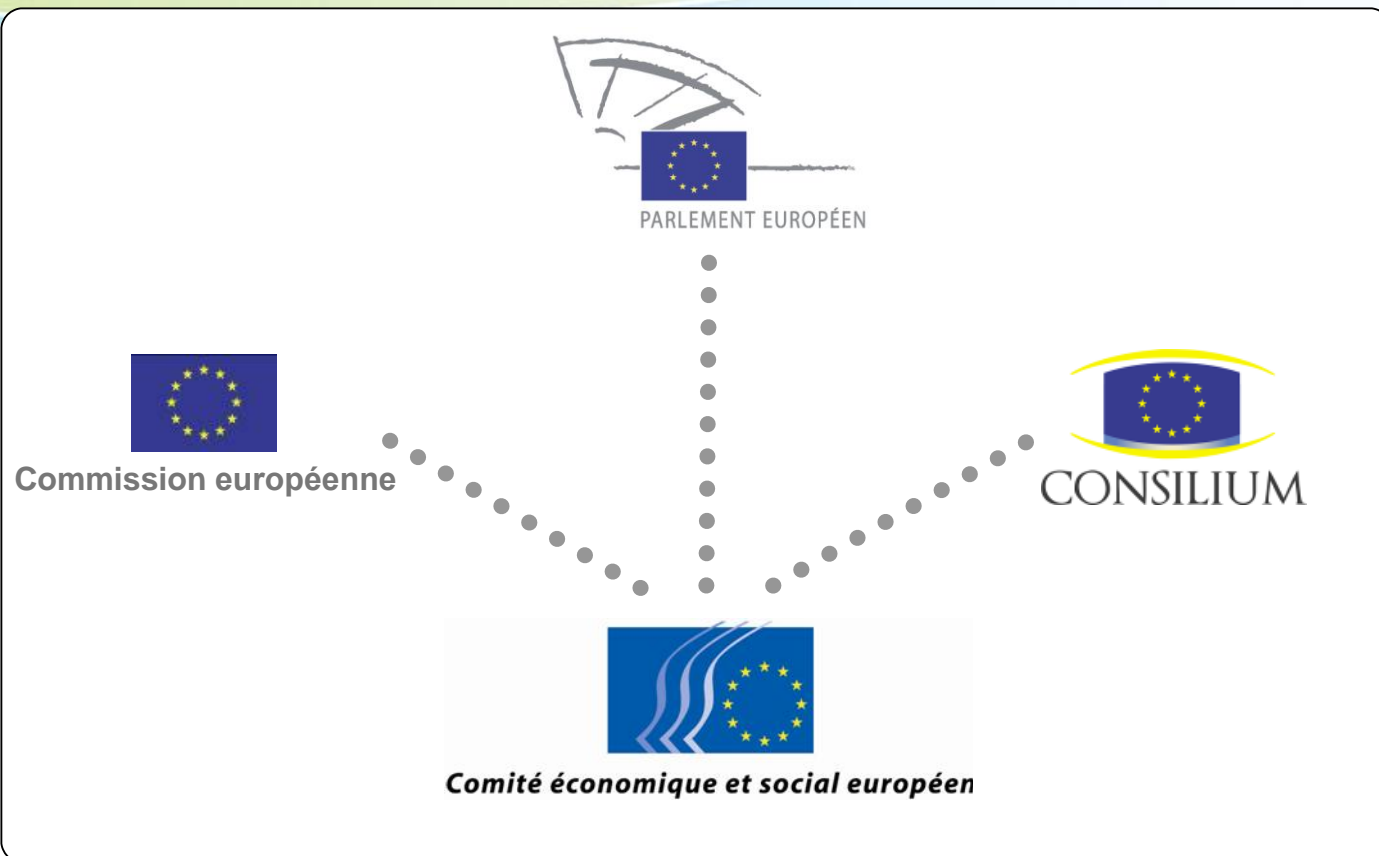 PARLEMENT EUROPÉEN
Commission européenne
CONSILIUM
Comité économique et social européen